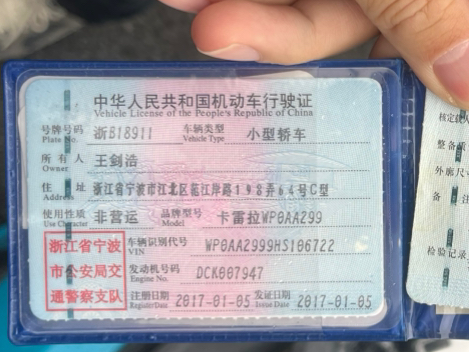 中华人民共和国机动车行驶证
Vehicle License of the People's Republic of China
号牌号码 浙B18911 车辆类型 小型轿车
Plate No. Vehicle Type
所有人 王剑浩
Owner
住址 浙江省宁波市江北区范江岸路198弄64号C型
Address
使用性质 非营运 品牌型号 卡雷拉WP0AA299
Use Character
浙江省宁波
市公安局交
通警察支队
车辆识别代号 WP0AA2999HS106722
VIN
发动机号码 DCK007947
Engine No.
注册日期 2017-01-05 发证日期 2017-01-05
Register Date Issue Date
核定载人
整备质
外廓尺
备 注
检验记录